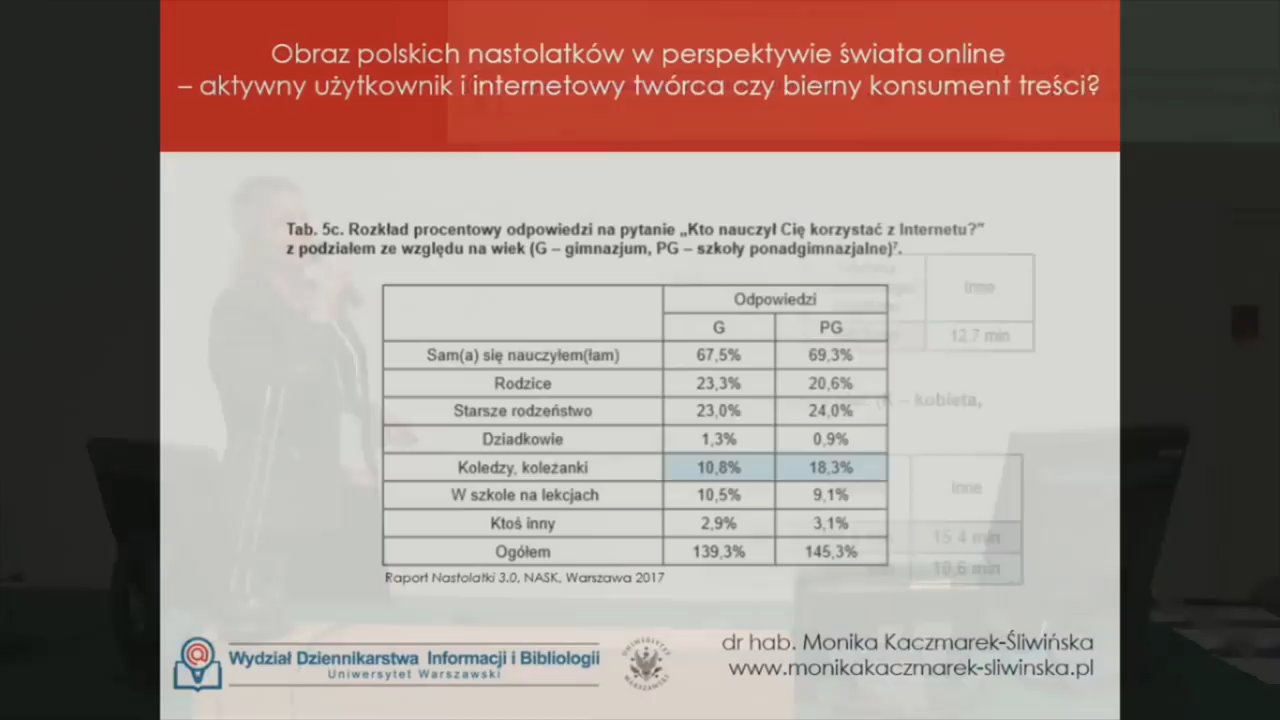 Obraz polskich nastolatków w perspektywie świata online
– aktywny użytkownik i internetowy twórca czy bierny konsument treści?
Tab. 5c. Rozkład procentowy odpowiedzi na pytanie „Kto nauczył Cię korzystać z Internetu?”
z podziałem ze względu na wiek (G – gimnazjum, PG – szkoły ponadgimnazjalne)⁷.
Inne
12.7 min
Odpowiedzi
G PG
Sam(a) się nauczyłem(łam) 67,5% 69,3%
Rodzice 23,3% 20,6%
Starsze rodzeństwo 23,0% 24,0%
(K – kobieta,
Dziadkowie 1,3% 0,9%
Koledzy, koleżanki 10,8% 18,3%
Inne
W szkole na lekcjach 10,5% 9,1%
Ktoś inny 2,9% 3,1%
15.4 min
Ogółem 139,3% 145,3%
10.6 min
Raport Nastolatki 3.0, NASK, Warszawa 2017
Wydział Dziennikarstwa Informacji i Bibliologii
Uniwersytet Warszawski
UNIWERSYTET WARSZAWSKI
dr hab. Monika Kaczmarek-Śliwińska
www.monikakaczmarek-sliwinska.pl